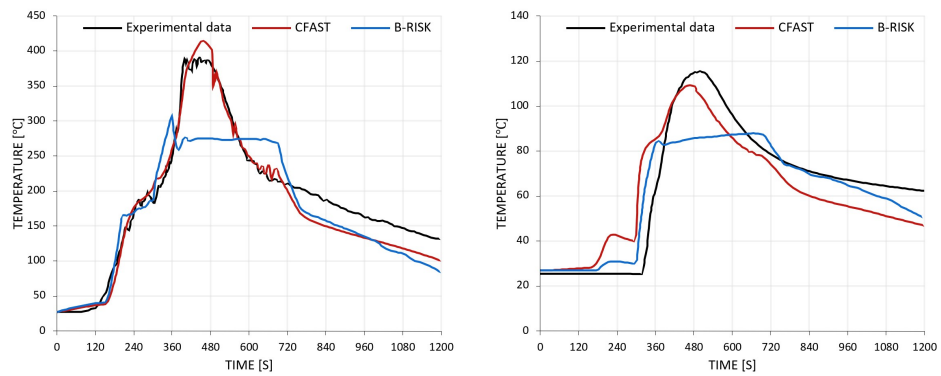 Experimental data CFAST B-RISK
450
400
350
300
250
200
150
100
50
0
TEMPERATURE [°C]
0 120 240 360 480 600 720 840 960 1080 1200
TIME [S]
Experimental data CFAST B-RISK
140
120
100
80
60
40
20
0
TEMPERATURE [°C]
0 120 240 360 480 600 720 840 960 1080 1200
TIME [S]